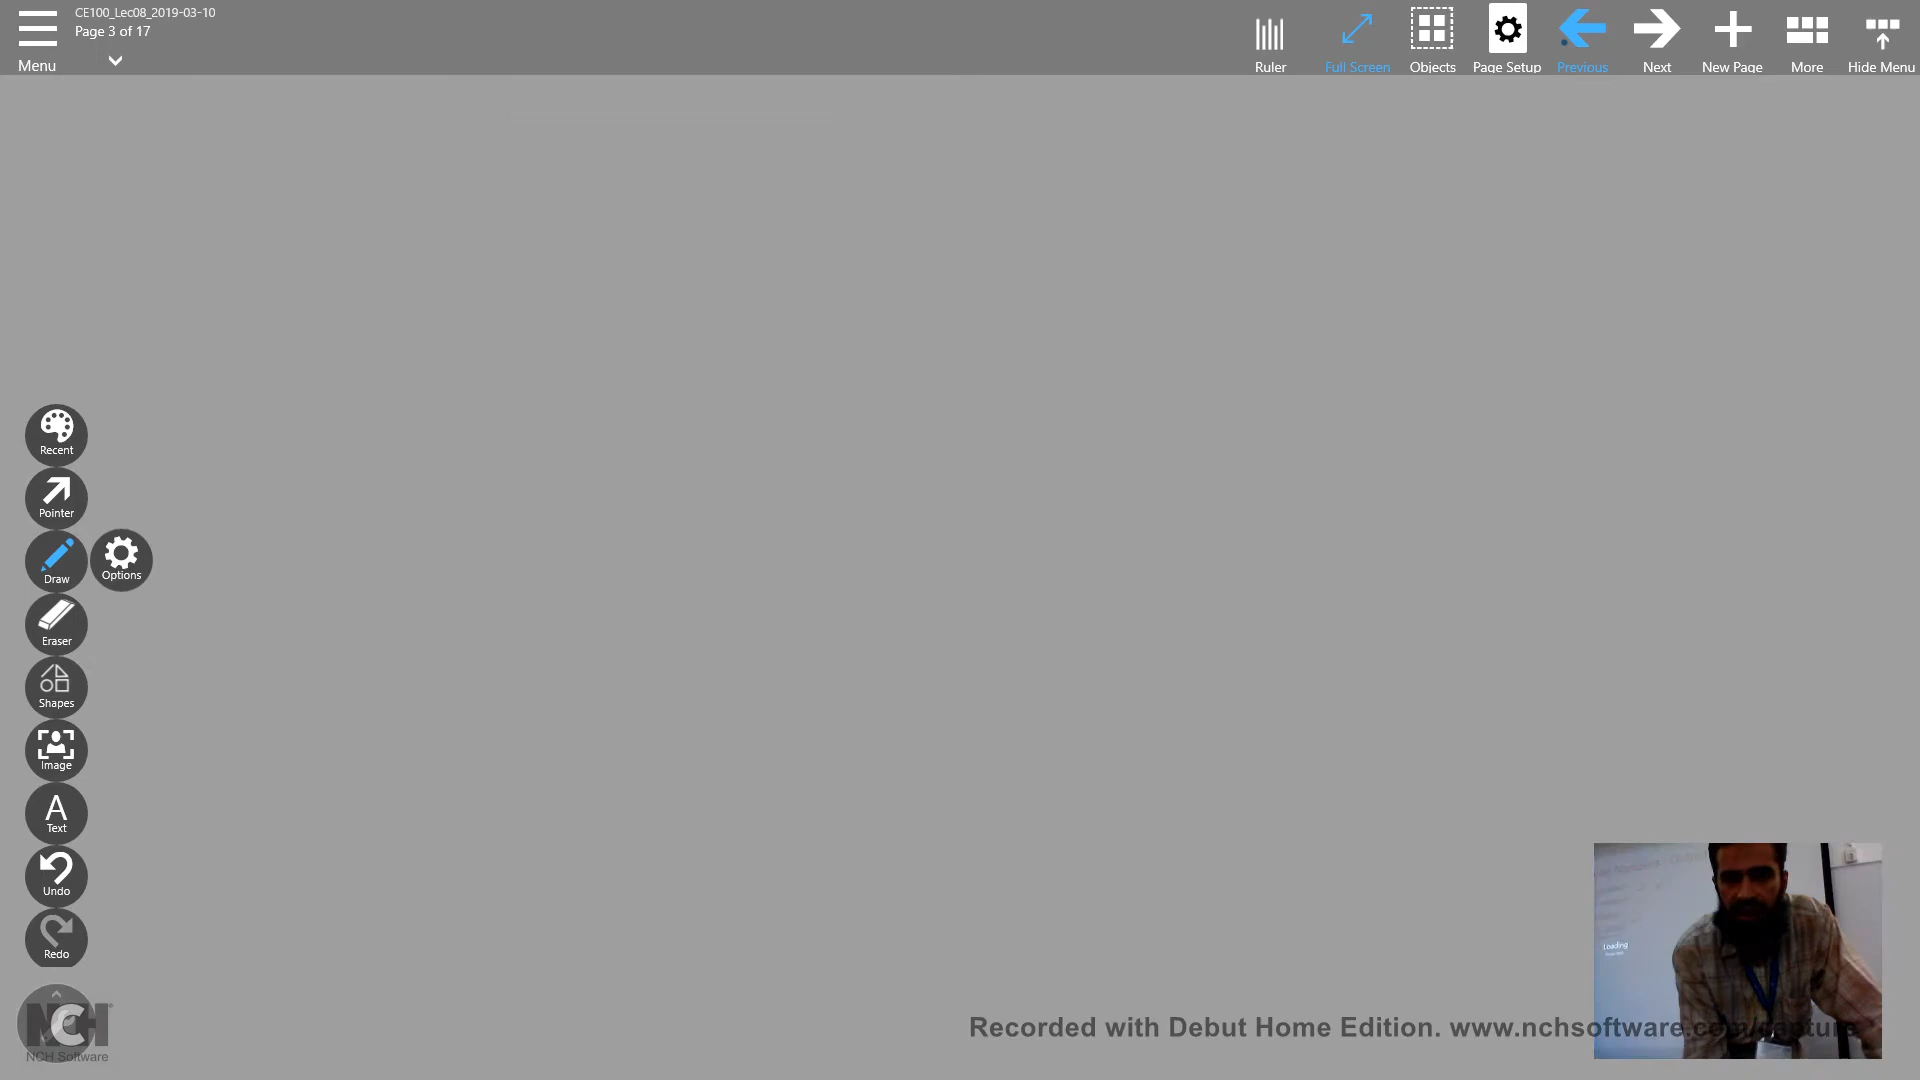 CE100_Lec08_2019-03-10
Page 3 of 17
Menu
Ruler
Full Screen
Objects
Page Setup
Previous
Next
New Page
More
Hide Menu
Recent
Pointer
Draw
Options
Eraser
Shapes
Image
Text
Undo
Redo
NCH
NCH Software
Loading
Recorded with Debut Home Edition. www.nchsoftware.com/capture